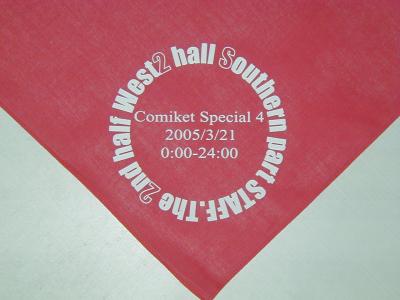 The 2nd half West2 hall Southern part STAFF.
Comiket Special 4
2005/3/21
0:00-24:00